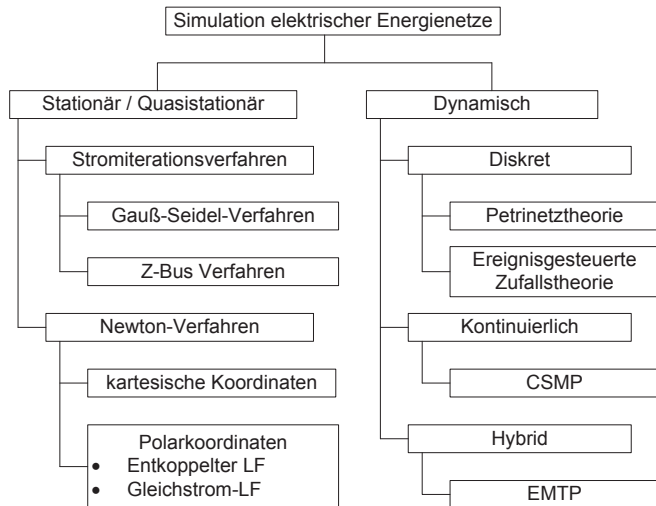 Simulation elektrischer Energienetze
Stationär / Quasistationär
Stromiterationsverfahren
Gauß-Seidel-Verfahren
Z-Bus Verfahren
Newton-Verfahren
kartesische Koordinaten
Polarkoordinaten
• Entkoppelter LF
• Gleichstrom-LF
Dynamisch
Diskret
Petrinetztheorie
Ereignisgesteuerte
Zufallstheorie
Kontinuierlich
CSMP
Hybrid
EMTP